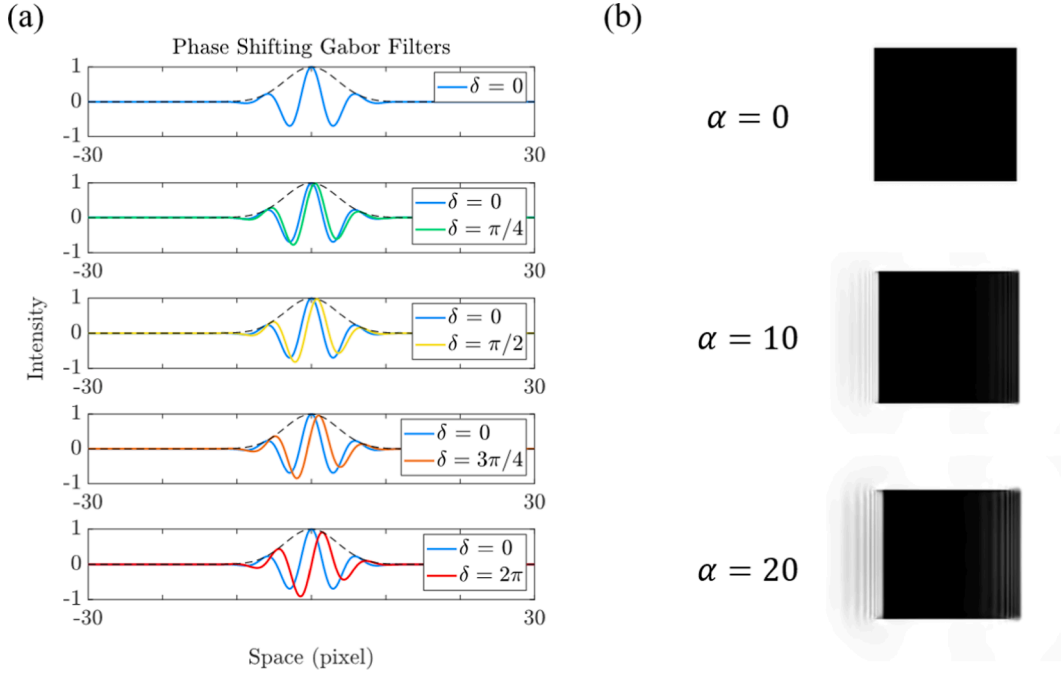 (a)
Phase Shifting Gabor Filters
1
0
-1
-30
30
δ = 0
1
0
-1
-30
30
δ = 0
δ = π/4
1
0
-1
-30
30
δ = 0
δ = π/2
1
0
-1
-30
30
δ = 0
δ = 3π/4
1
0
-1
-30
30
δ = 0
δ = 2π
Intensity
Space (pixel)
(b)
α = 0
α = 10
α = 20